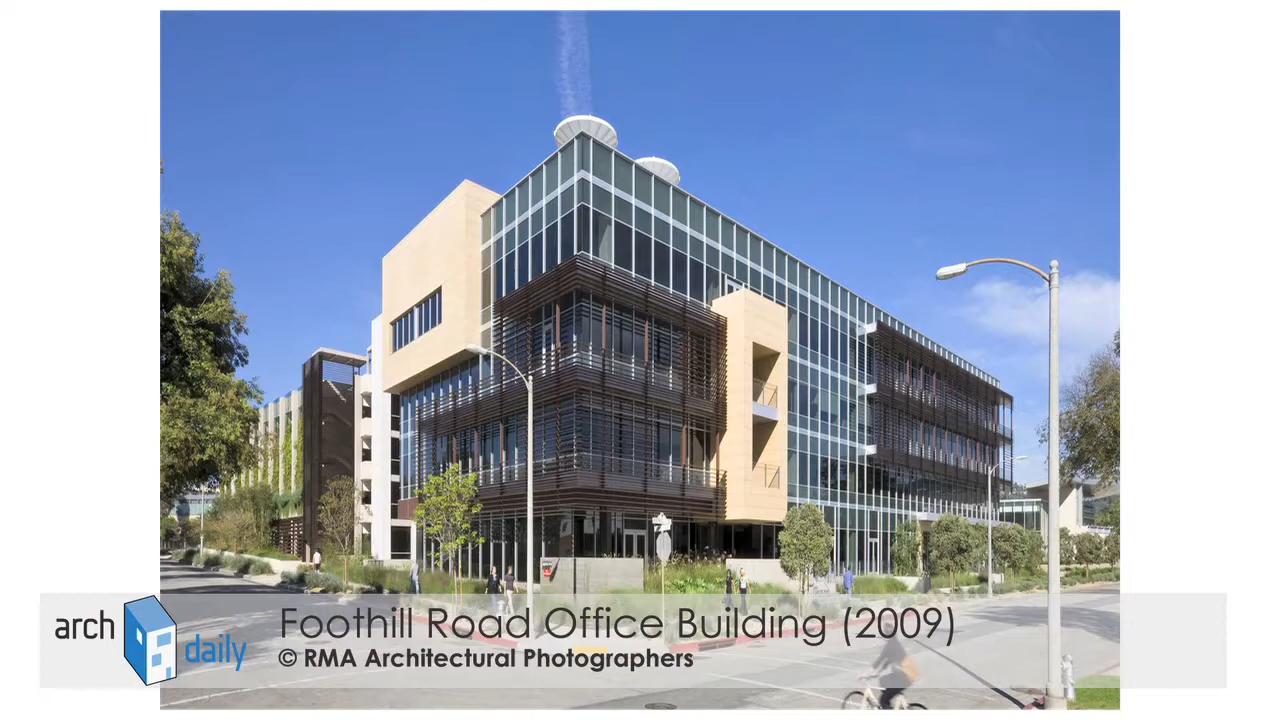 arch
daily
Foothill Road Office Building (2009)
© RMA Architectural Photographers